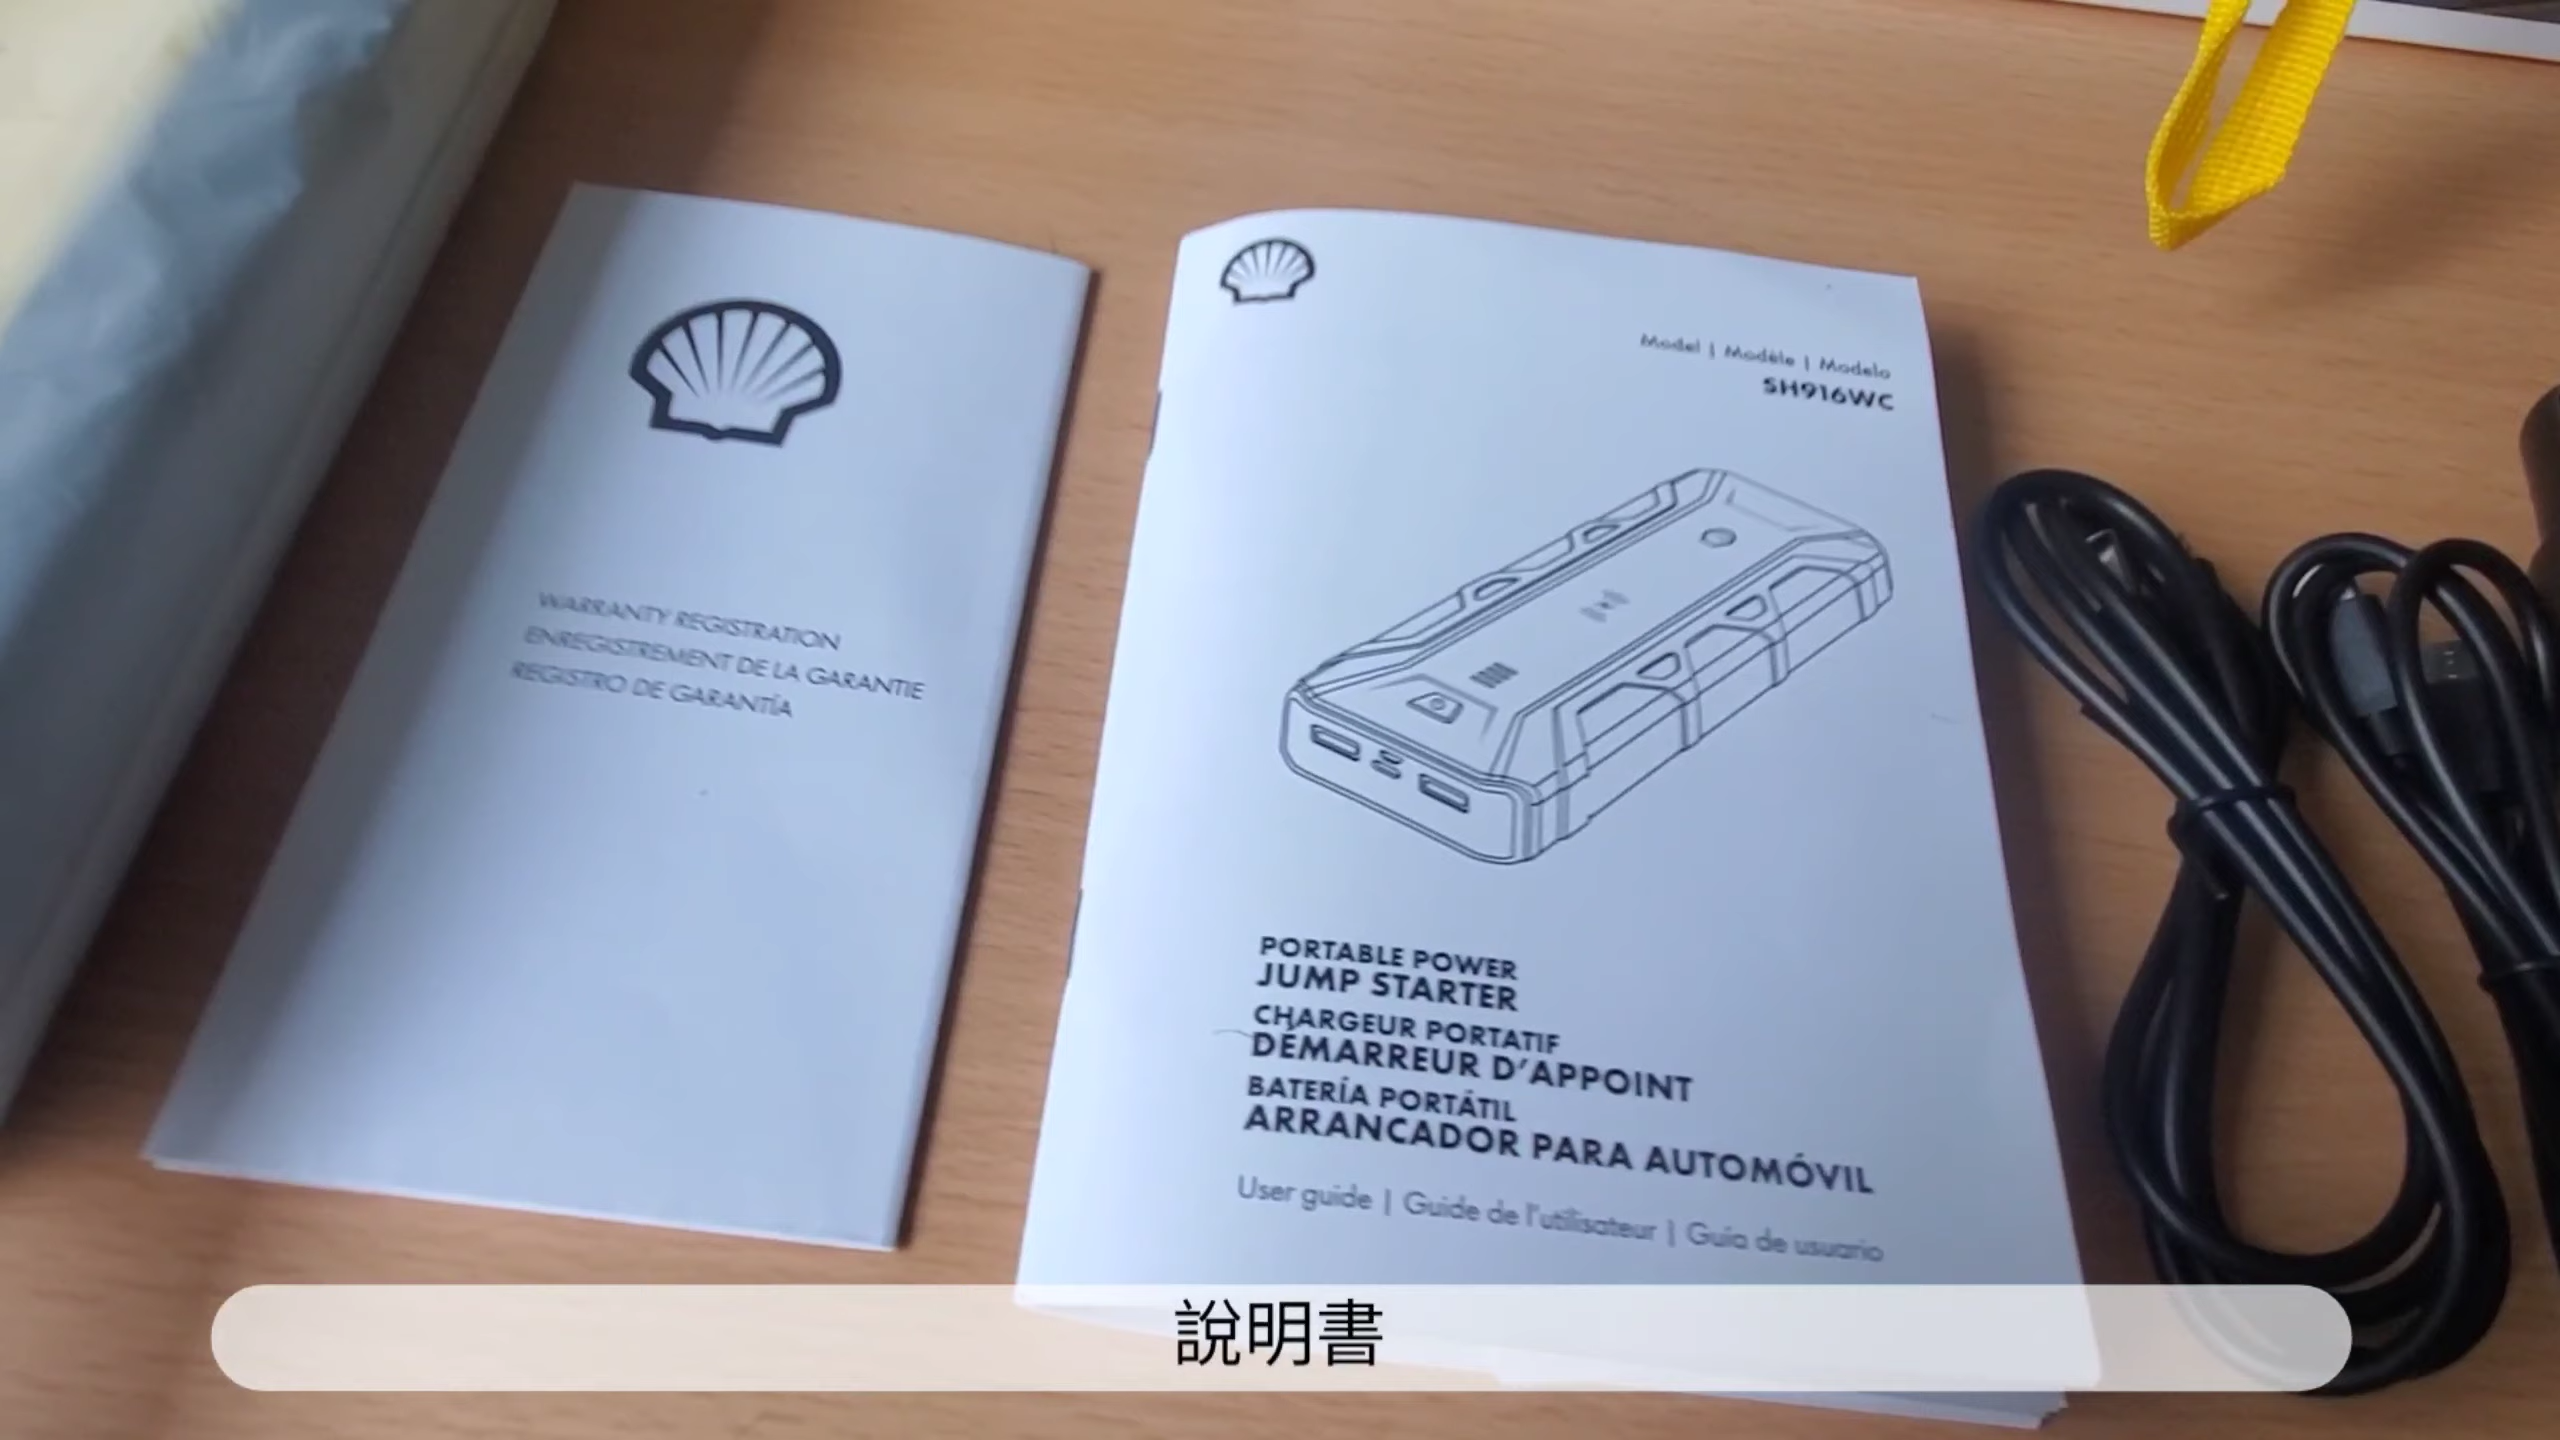 WARRANTY REGISTRATION
ENREGISTREMENT DE LA GARANTIE
REGISTRO DE GARANTÍA
Model | Modèle | Modelo
SH916WC
PORTABLE POWER
JUMP STARTER
CHARGEUR PORTATIF
DÉMARREUR D'APPOINT
BATERÍA PORTÁTIL
ARRANCADOR PARA AUTOMÓVIL
User guide | Guide de l'utilisateur | Guía de usuario
說明書